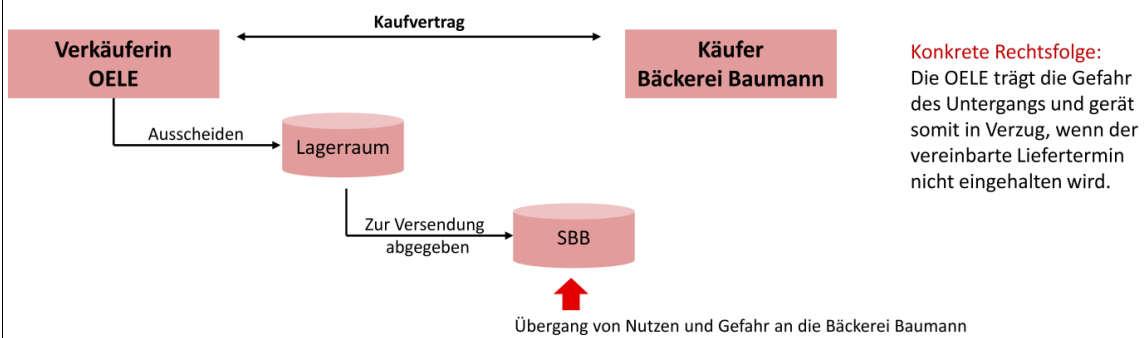 Kaufvertrag
Verkäuferin
OELE
Käufer
Bäckerei Baumann
Konkrete Rechtsfolge:
Die OELE trägt die Gefahr
des Untergangs und gerät
somit in Verzug, wenn der
vereinbarte Liefertermin
nicht eingehalten wird.
Ausscheiden
Lagerraum
Zur Versendung
abgegeben
SBB
Übergang von Nutzen und Gefahr an die Bäckerei Baumann